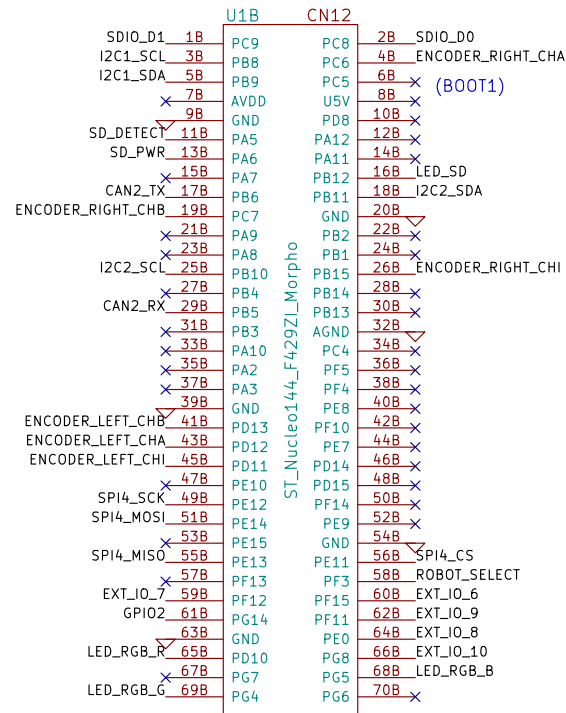 U1B CN12
SDIO_D1 1B PC9 PC8 2B SDIO_D0
I2C1_SCL 3B PB8 PC6 4B ENCODER_RIGHT_CHA
I2C1_SDA 5B PB9 PC5 6B (BOOT1)
7B AVDD U5V 8B
9B GND PD8 10B
SD_DETECT 11B PA5 PA12 12B
SD_PWR 13B PA6 PA11 14B
15B PA7 PB12 16B LED_SD
CAN2_TX 17B PB6 PB11 18B I2C2_SDA
ENCODER_RIGHT_CHB 19B PC7 GND 20B
21B PA9 PB2 22B
23B PA8 PB1 24B
I2C2_SCL 25B PB10 PB15 26B ENCODER_RIGHT_CHI
27B PB4 PB14 28B
CAN2_RX 29B PB5 PB13 30B
31B PB3 AGND 32B
33B PA10 PC4 34B
35B PA2 PF5 36B
37B PA3 PF4 38B
39B GND PE8 40B
ENCODER_LEFT_CHB 41B PD13 PF10 42B
ENCODER_LEFT_CHA 43B PD12 PE7 44B
ENCODER_LEFT_CHI 45B PD11 PD14 46B
47B PE10 PD15 48B
SPI4_SCK 49B PE12 PF14 50B
SPI4_MOSI 51B PE14 PE9 52B
53B PE15 GND 54B
SPI4_MISO 55B PE13 PE11 56B SPI4_CS
57B PF13 PF3 58B ROBOT_SELECT
EXT_IO_7 59B PF12 PF15 60B EXT_IO_6
GPIO2 61B PG14 PF11 62B EXT_IO_9
63B GND PE0 64B EXT_IO_8
LED_RGB_R 65B PD10 PG8 66B EXT_IO_10
67B PG7 PG5 68B LED_RGB_B
LED_RGB_G 69B PG4 PG6 70B
ST_Nucleo144_F429ZI_Morpho